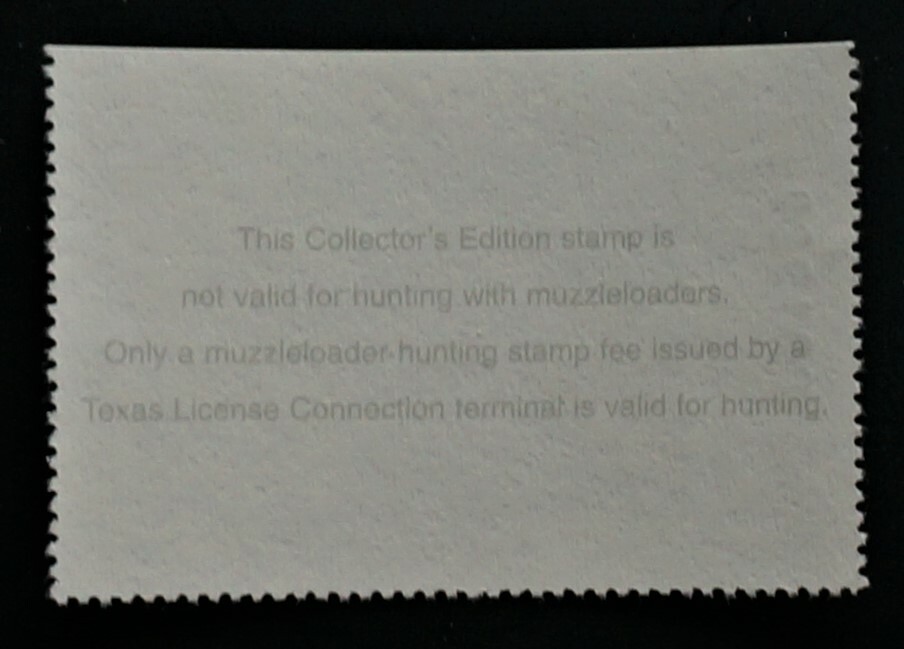 This Collector's Edition stamp is
not valid for hunting with muzzleloaders.
Only a muzzleloader hunting stamp fee issued by a
Texas License Connection terminal is valid for hunting.